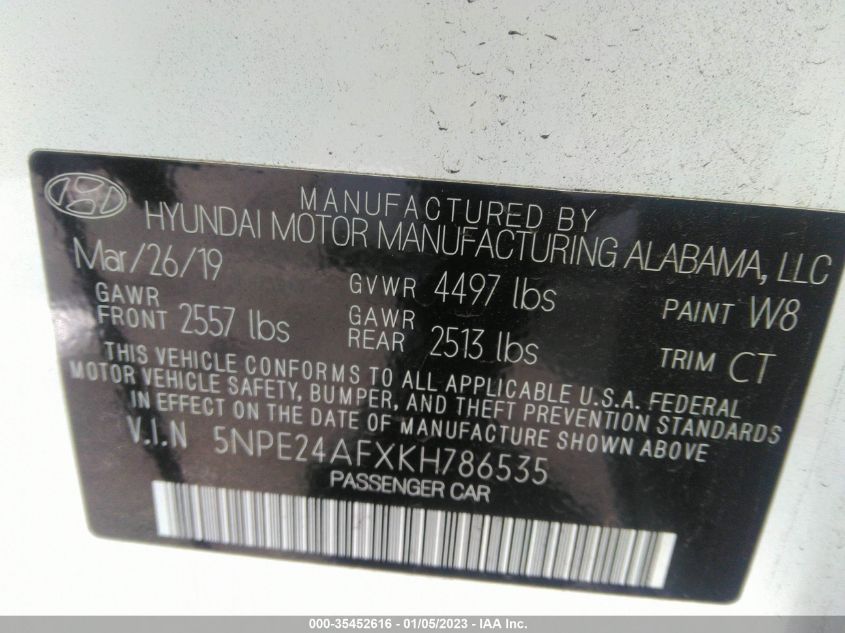 MANUFACTURED BY
HYUNDAI MOTOR MANUFACTURING ALABAMA, LLC
Mar/26/19 GVWR 4497 lbs PAINT W8
GAWR FRONT 2557 lbs GAWR REAR 2513 lbs TRIM CT
THIS VEHICLE CONFORMS TO ALL APPLICABLE U.S.A. FEDERAL
MOTOR VEHICLE SAFETY, BUMPER, AND THEFT PREVENTION STANDARDS
IN EFFECT ON THE DATE OF MANUFACTURE SHOWN ABOVE
V.I.N 5NPE24AFXKH786535
PASSENGER CAR
000-35452616 - 01/05/2023 - IAA Inc.